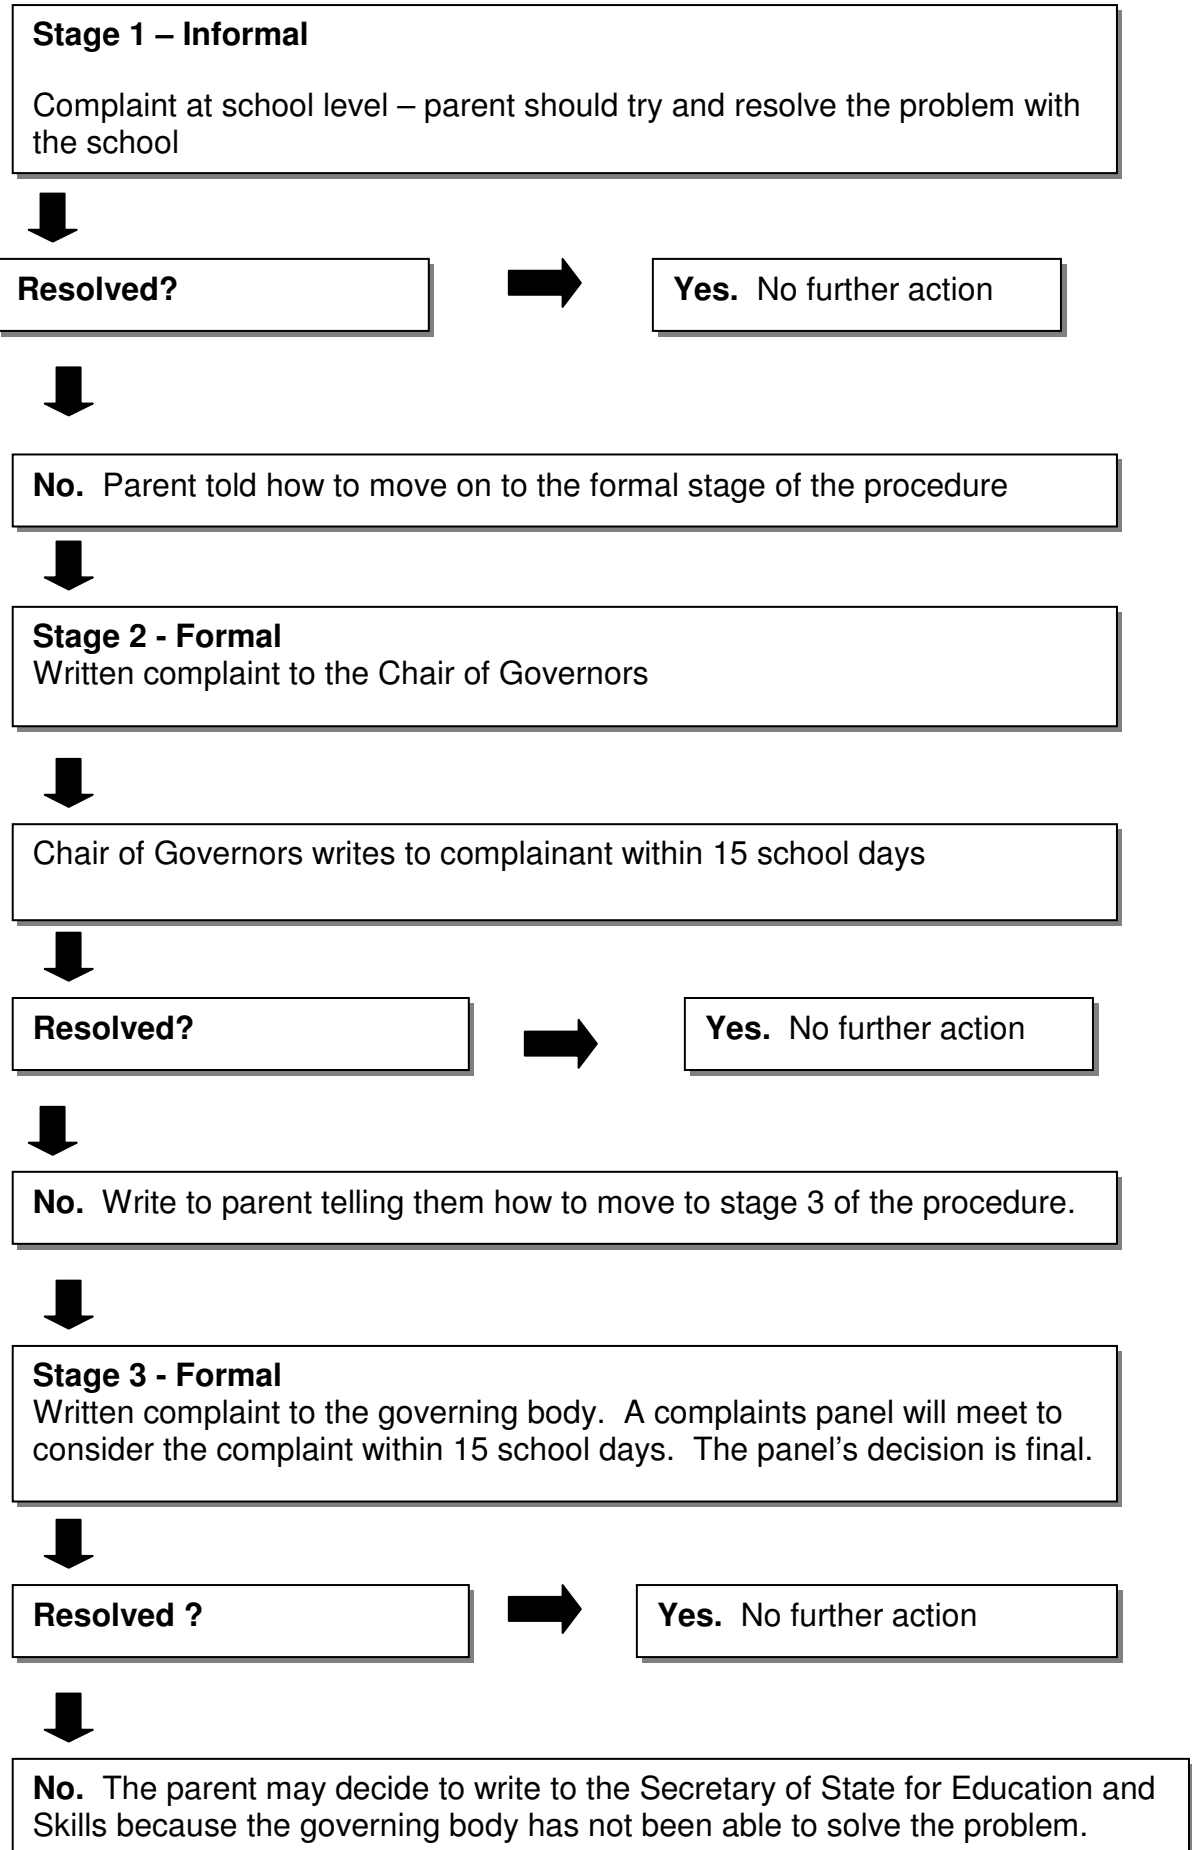 Stage 1 – Informal
Complaint at school level – parent should try and resolve the problem with
the school
Resolved?
Yes. No further action
No. Parent told how to move on to the formal stage of the procedure
Stage 2 - Formal
Written complaint to the Chair of Governors
Chair of Governors writes to complainant within 15 school days
Resolved?
Yes. No further action
No. Write to parent telling them how to move to stage 3 of the procedure.
Stage 3 - Formal
Written complaint to the governing body. A complaints panel will meet to
consider the complaint within 15 school days. The panel's decision is final.
Resolved ?
Yes. No further action
No. The parent may decide to write to the Secretary of State for Education and
Skills because the governing body has not been able to solve the problem.